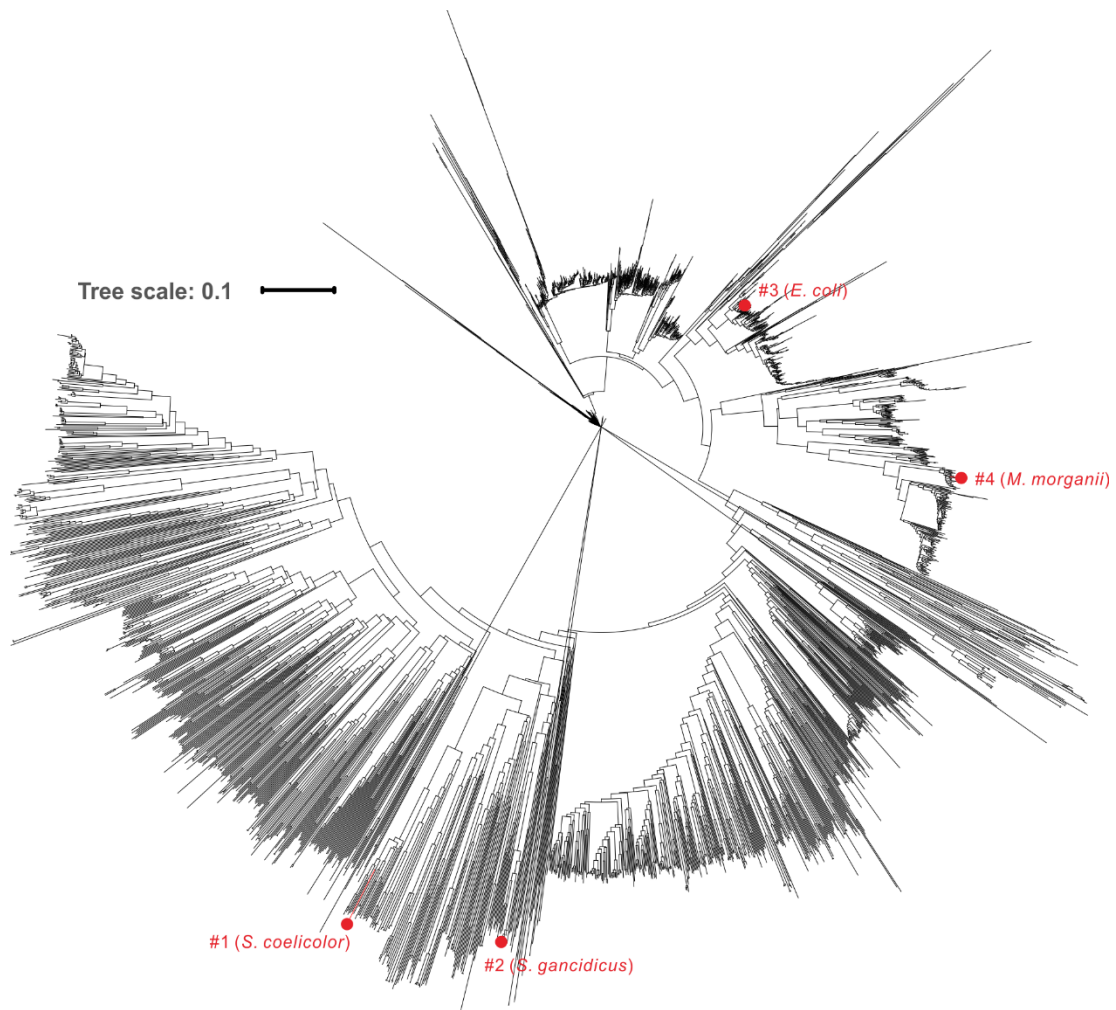 Tree scale: 0.1
#3 (E. coli)
#4 (M. morganii)
#1 (S. coelicolor)
#2 (S. gancidicus)